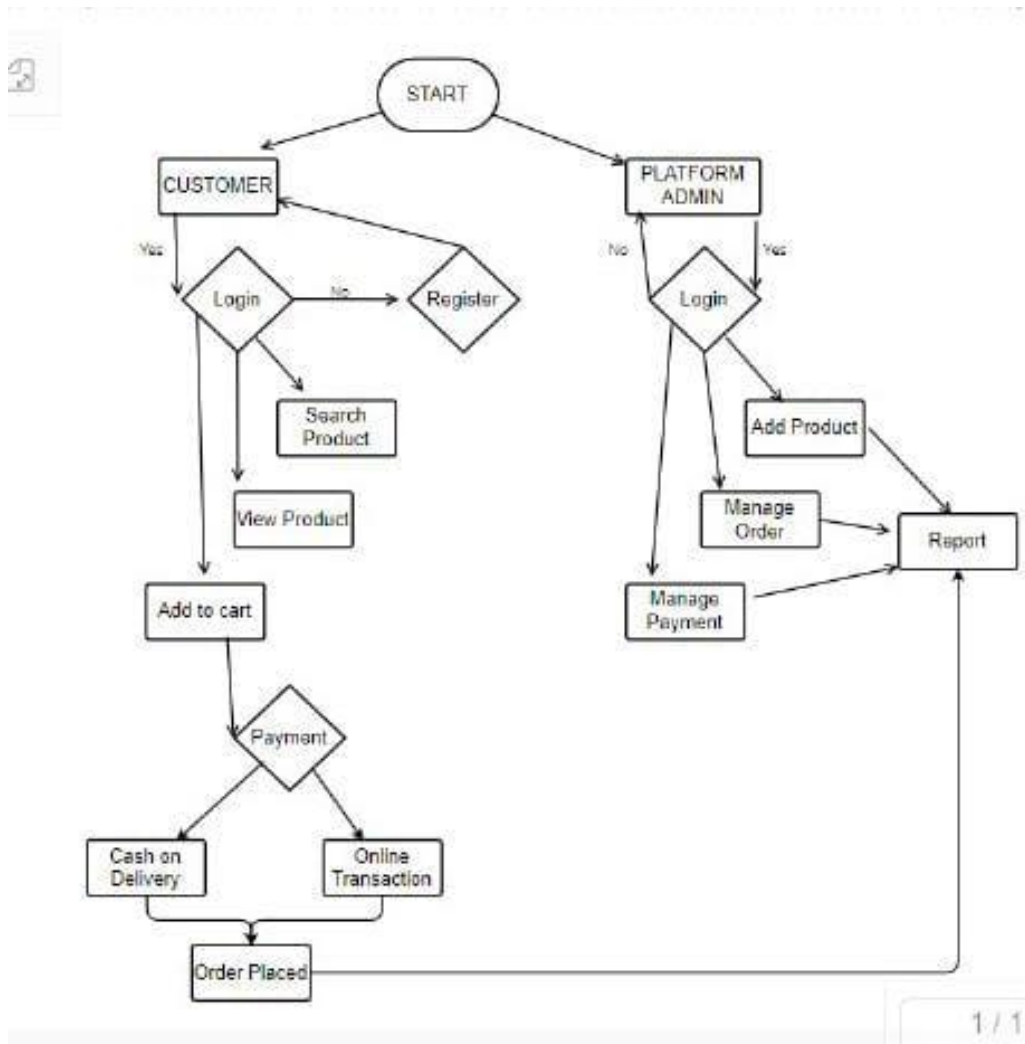 START
CUSTOMER
PLATFORM
ADMIN
Yes
No
Yes
Login
No
Register
Login
Search
Product
Add Product
View Product
Manage
Order
Report
Add to cart
Manage
Payment
Payment
Cash on
Delivery
Online
Transaction
Order Placed
1 / 1